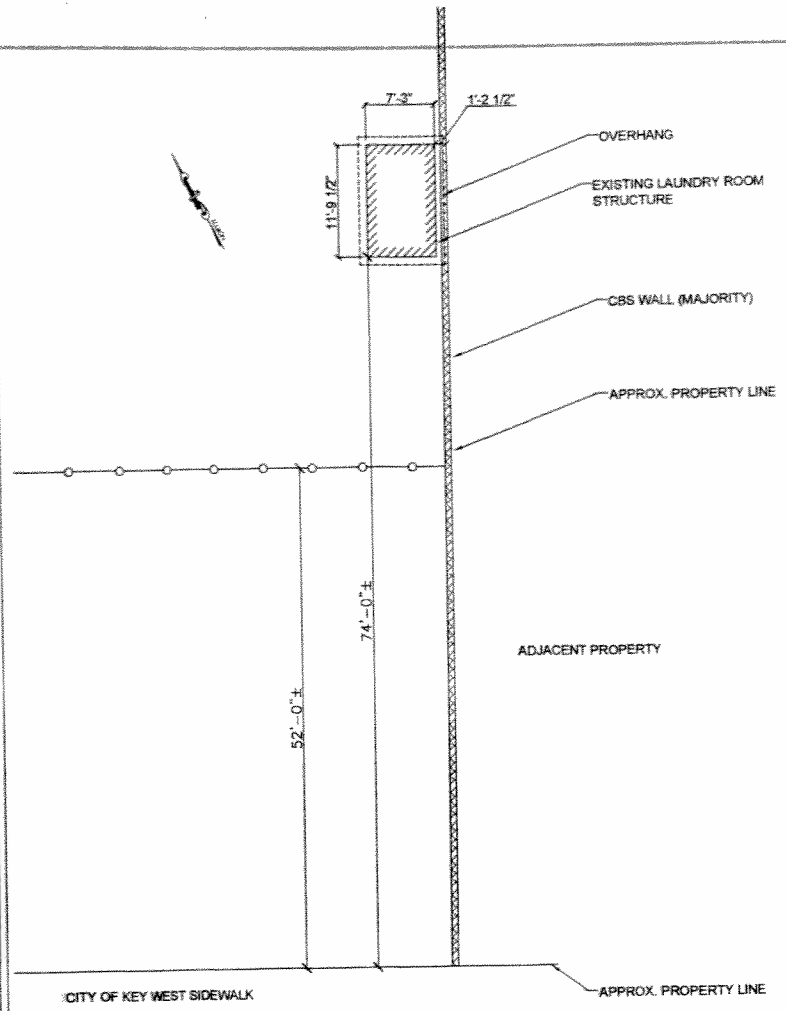 7'-3"
1'-2 1/2"
OVERHANG
EXISTING LAUNDRY ROOM
STRUCTURE
11'-9 1/2"
CBS WALL (MAJORITY)
APPROX. PROPERTY LINE
74'-0"±
ADJACENT PROPERTY
52'-0"±
CITY OF KEY WEST SIDEWALK
APPROX. PROPERTY LINE